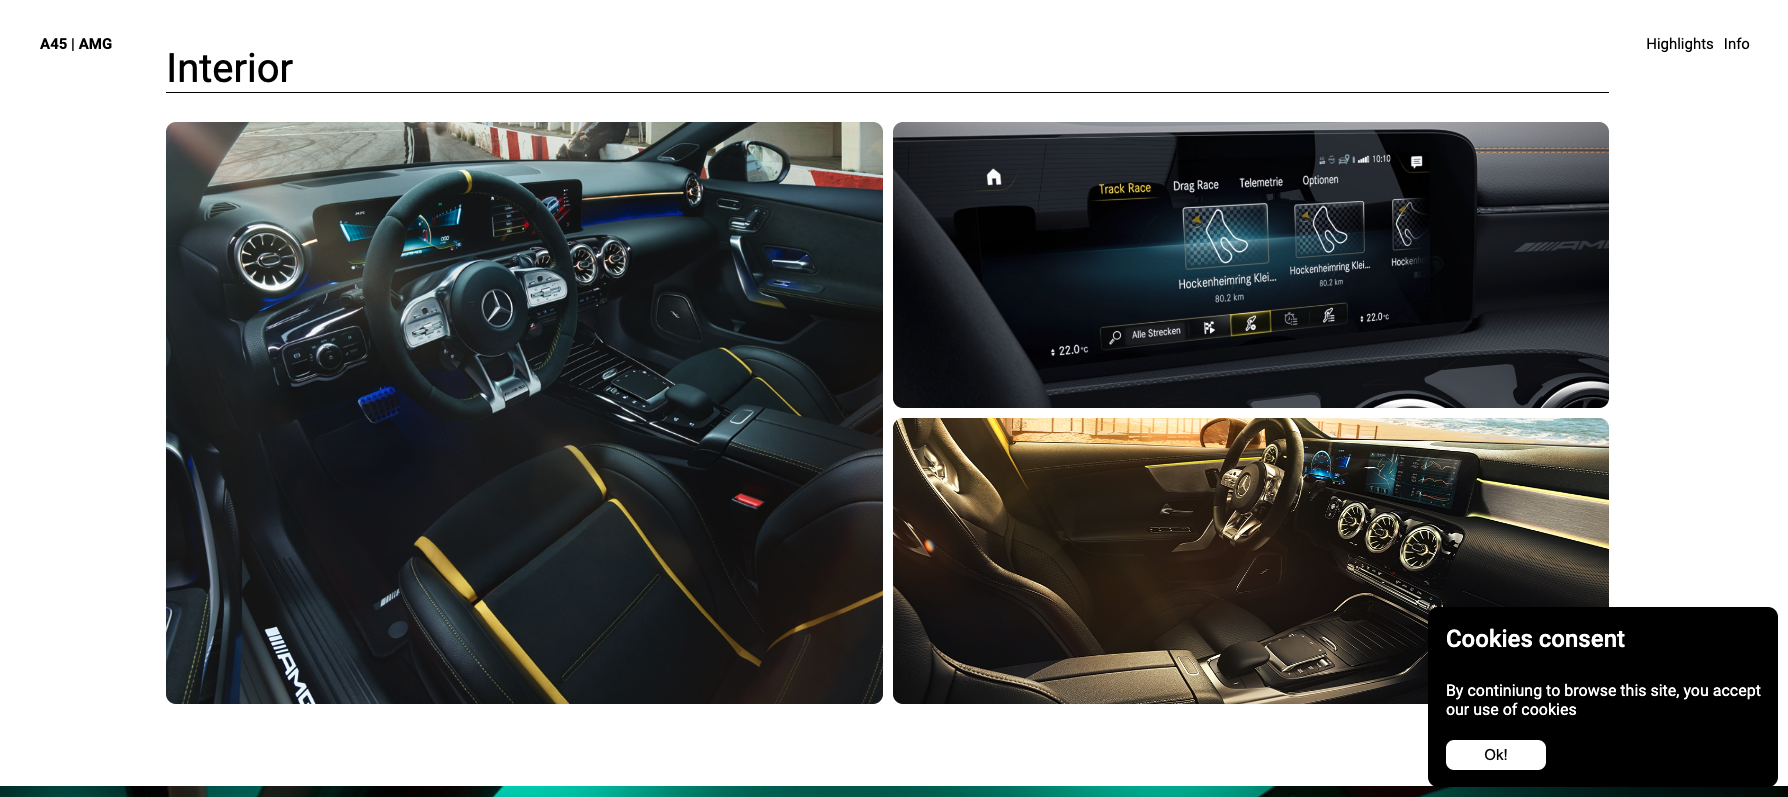 A45 | AMG
Highlights Info
Interior
AMG
10:10
Track Race Drag Race Telemetrie Optionen
Hockenheimring Klei... Hockenheimring Klei...
80.2 km 80.2 km
Alle Strecken
22.0°C 22.0°C
AMG
Cookies consent
By continiung to browse this site, you accept
our use of cookies
Ok!